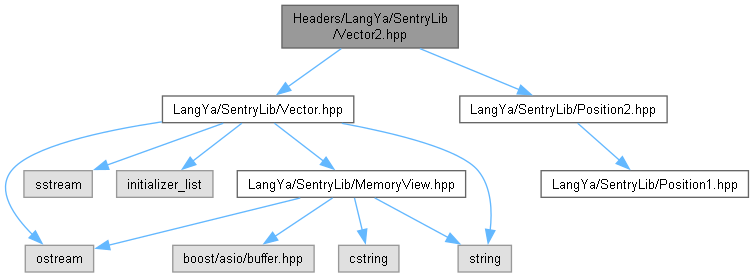 Headers/LangYa/SentryLib
/Vector2.hpp
LangYa/SentryLib/Vector.hpp
LangYa/SentryLib/Position2.hpp
sstream
initializer_list
LangYa/SentryLib/MemoryView.hpp
LangYa/SentryLib/Position1.hpp
ostream
boost/asio/buffer.hpp
cstring
string